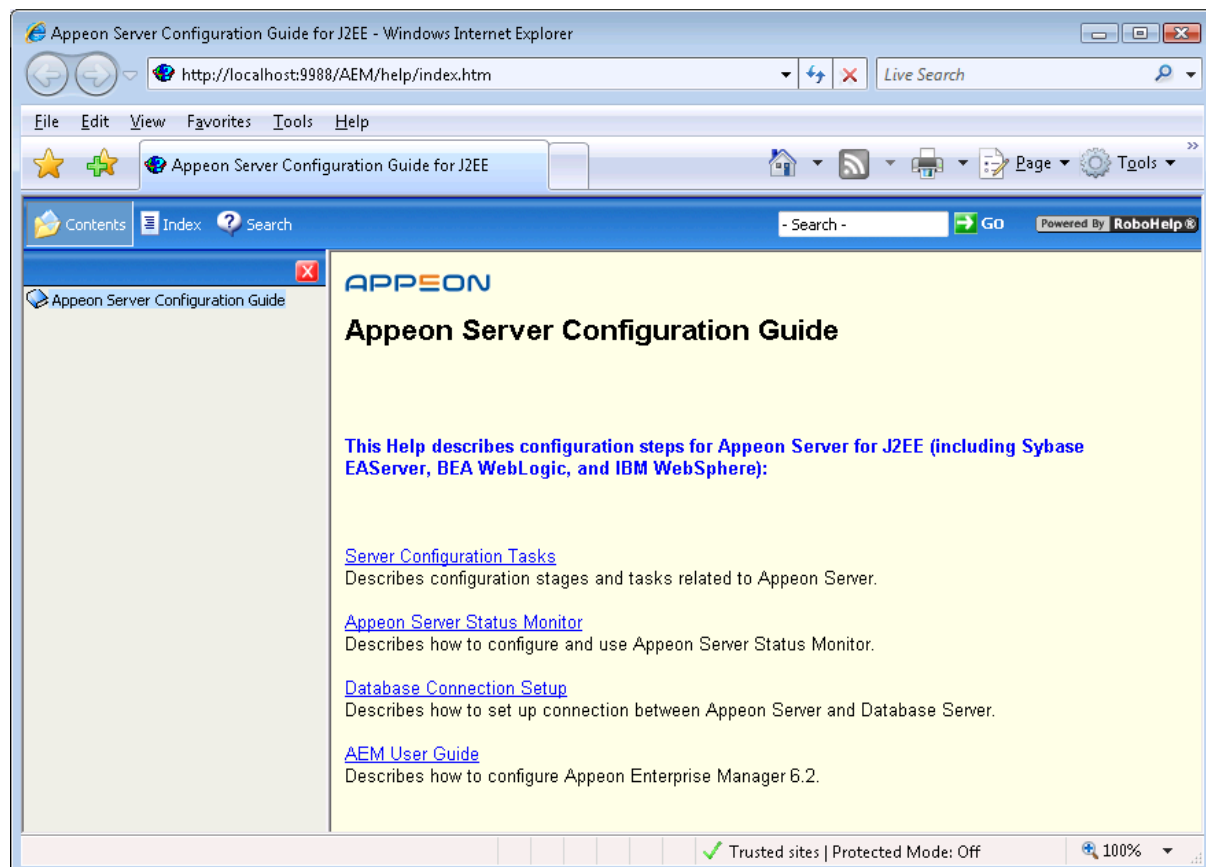 Appeon Server Configuration Guide for J2EE - Windows Internet Explorer
http://localhost:9988/AEM/help/index.htm
Live Search
File Edit View Favorites Tools Help
Appeon Server Configuration Guide for J2EE
Page Tools
Contents Index Search
- Search - GO Powered By RoboHelp®
Appeon Server Configuration Guide
APPEON
Appeon Server Configuration Guide
This Help describes configuration steps for Appeon Server for J2EE (including Sybase
EAServer, BEA WebLogic, and IBM WebSphere):
Server Configuration Tasks
Describes configuration stages and tasks related to Appeon Server.
Appeon Server Status Monitor
Describes how to configure and use Appeon Server Status Monitor.
Database Connection Setup
Describes how to set up connection between Appeon Server and Database Server.
AEM User Guide
Describes how to configure Appeon Enterprise Manager 6.2.
Trusted sites | Protected Mode: Off
100%